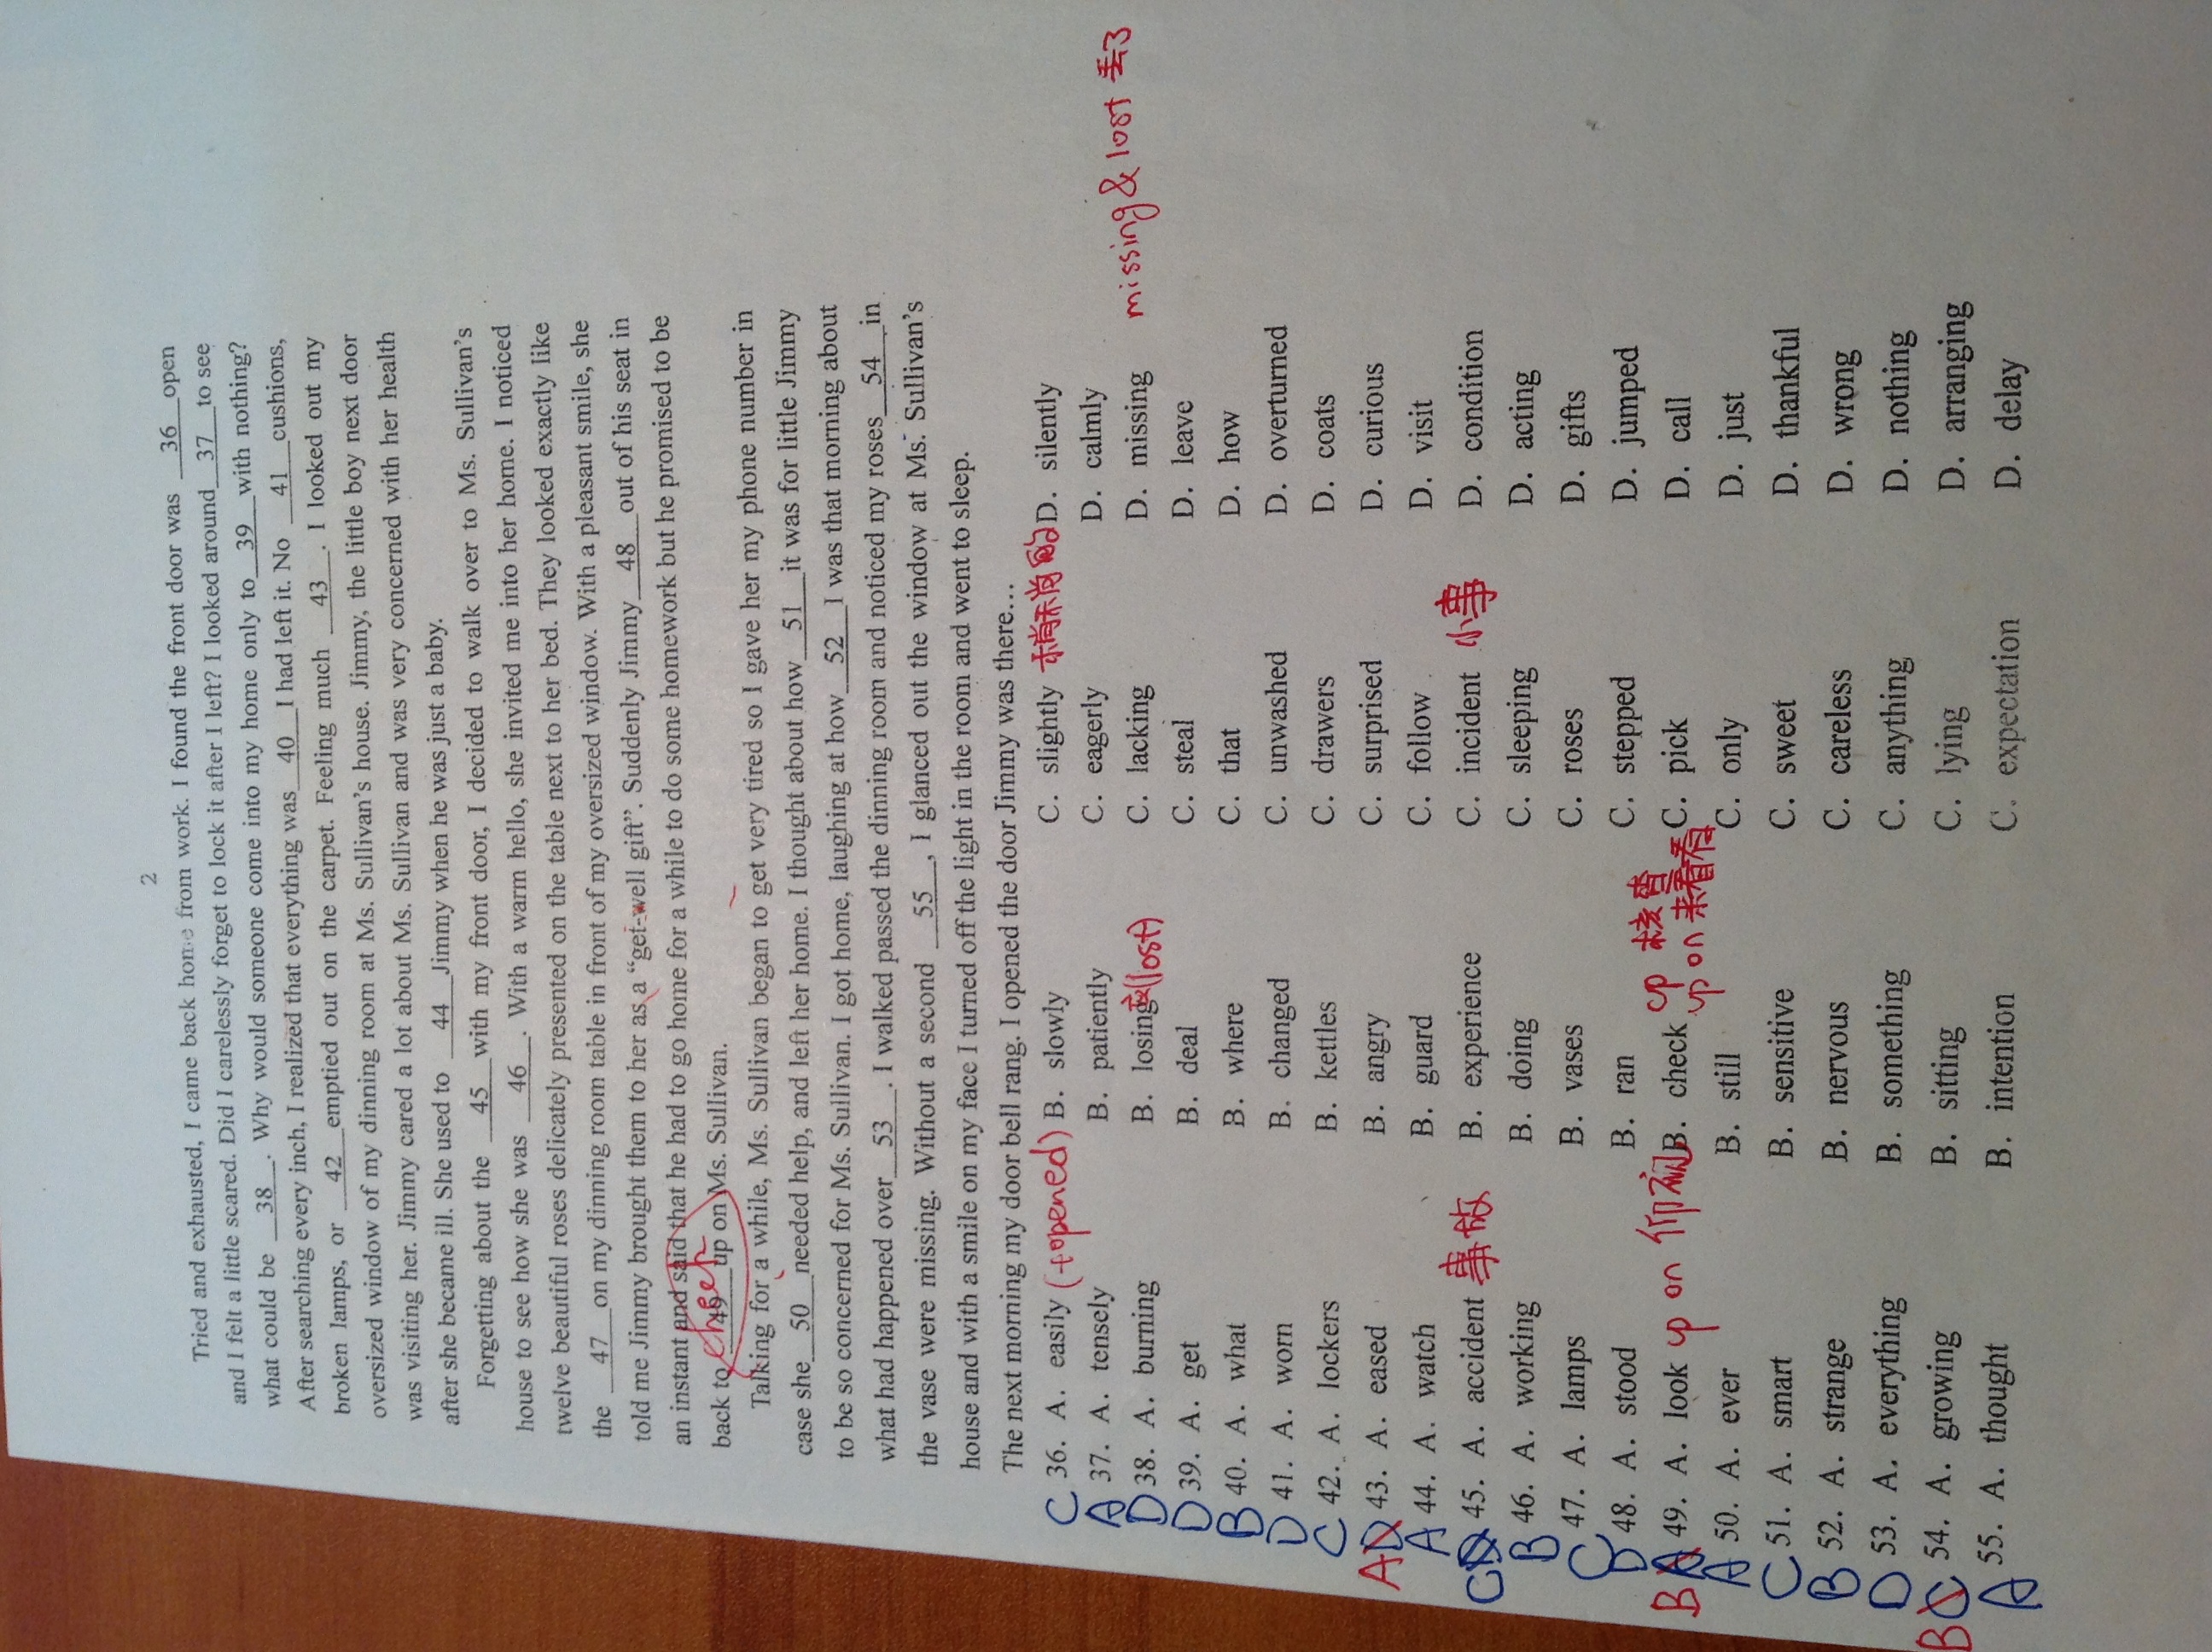 2
Tried and exhausted, I came back home from work. I found the front door was 36 open
and I felt a little scared. Did I carelessly forget to lock it after I left? I looked around 37 to see
what could be 38 . Why would someone come into my home only to 39 with nothing?
After searching every inch, I realized that everything was 40 I had left it. No 41 cushions,
broken lamps, or 42 emptied out on the carpet. Feeling much 43 . I looked out my
oversized window of my dinning room at Ms. Sullivan's house. Jimmy, the little boy next door
was visiting her. Jimmy cared a lot about Ms. Sullivan and was very concerned with her health
after she became ill. She used to 44 Jimmy when he was just a baby.
Forgetting about the 45 with my front door, I decided to walk over to Ms. Sullivan's
house to see how she was 46 . With a warm hello, she invited me into her home. I noticed
twelve beautiful roses delicately presented on the table next to her bed. They looked exactly like
the 47 on my dinning room table in front of my oversized window. With a pleasant smile, she
told me Jimmy brought them to her as a “get-well gift”. Suddenly Jimmy 48 out of his seat in
an instant and said that he had to go home for a while to do some homework but he promised to be
back to 49 check up on Ms. Sullivan.
Talking for a while, Ms. Sullivan began to get very tired so I gave her my phone number in
case she 50 needed help, and left her home. I thought about how 51 it was for little Jimmy
to be so concerned for Ms. Sullivan. I got home, laughing at how 52 I was that morning about
what had happened over 53 . I walked passed the dinning room and noticed my roses 54 in
the vase were missing. Without a second 55 , I glanced out the window at Ms. Sullivan's
house and with a smile on my face I turned off the light in the room and went to sleep.
The next morning my door bell rang. I opened the door Jimmy was there…
C 36. A. easily (+opened) B. slowly C. slightly 稍稍的 D. silently
A 37. A. tensely B. patiently C. eagerly D. calmly
D 38. A. burning B. losing (lost) C. lacking D. missing missing & lost 丢了
D 39. A. get B. deal C. steal D. leave
B 40. A. what B. where C. that D. how
D 41. A. worn B. changed C. unwashed D. overturned
C 42. A. lockers B. kettles C. drawers D. coats
A D 43. A. eased B. angry C. surprised D. curious
A 44. A. watch B. guard C. follow D. visit
C D 45. A. accident 事故 B. experience C. incident 小事 D. condition
B 46. A. working B. doing C. sleeping D. acting
C 47. A. lamps B. vases C. roses D. gifts
D 48. A. stood B. ran C. stepped D. jumped
B A 49. A. look up on 仰视 B. check up 核查 up on 来看看 C. pick D. call
A 50. A. ever B. still C. only D. just
C 51. A. smart B. sensitive C. sweet D. thankful
B 52. A. strange B. nervous C. careless D. wrong
D 53. A. everything B. something C. anything D. nothing
B C 54. A. growing B. sitting C. lying D. arranging
A 55. A. thought B. intention C. expectation D. delay